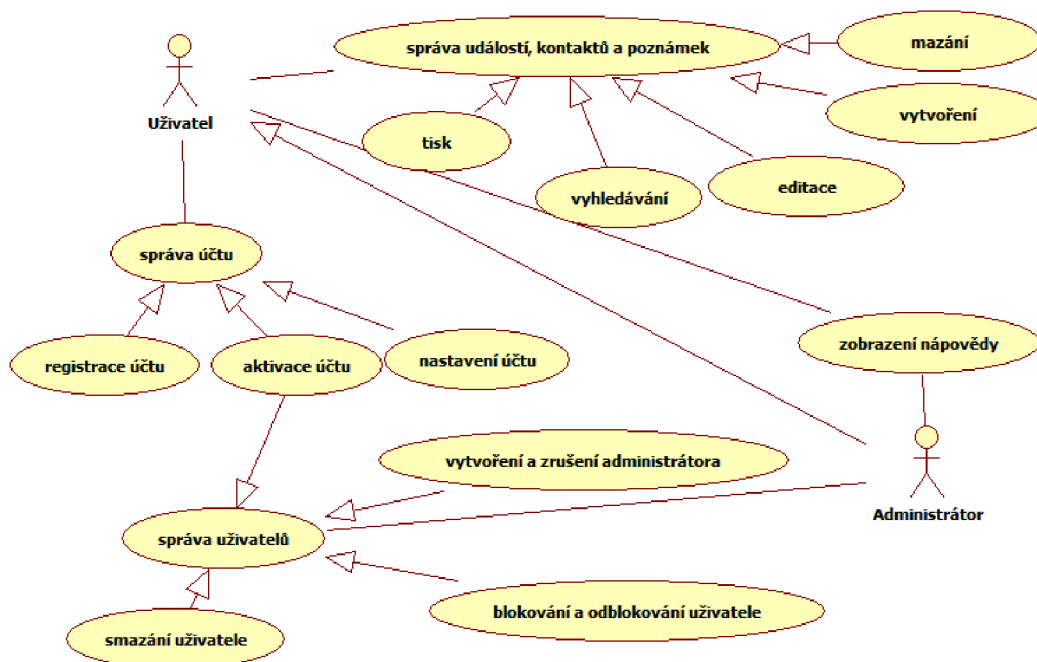 správa událostí, kontaktů a poznámek
mazání
vytvoření
Uživatel
tisk
vyhledávání
editace
správa účtu
registrace účtu
aktivace účtu
nastavení účtu
zobrazení nápovědy
vytvoření a zrušení administrátora
Administrátor
správa uživatelů
blokování a odblokování uživatele
smazání uživatele